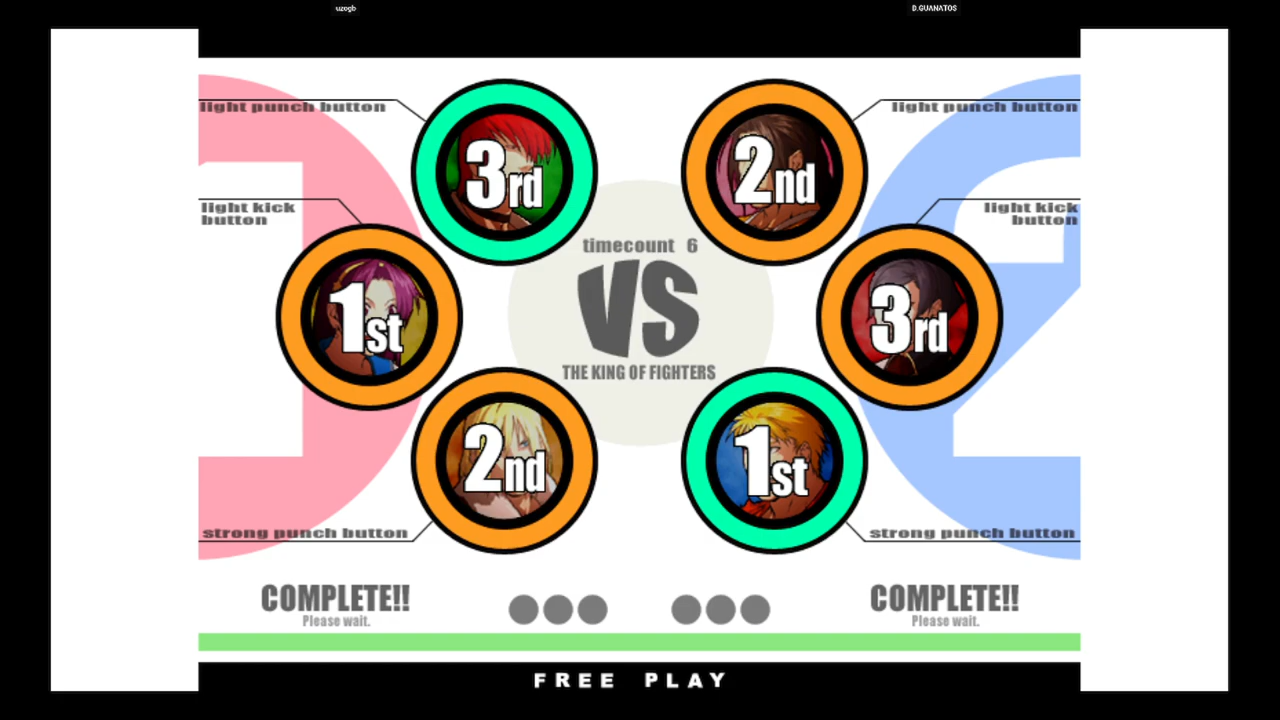 uzogb
D.GUANATOS
light punch button
light punch button
3rd
2nd
light kick
button
light kick
button
timecount 6
VS
THE KING OF FIGHTERS
1st
3rd
2nd
1st
strong punch button
strong punch button
COMPLETE!!
Please wait.
COMPLETE!!
Please wait.
FREE PLAY
1
2